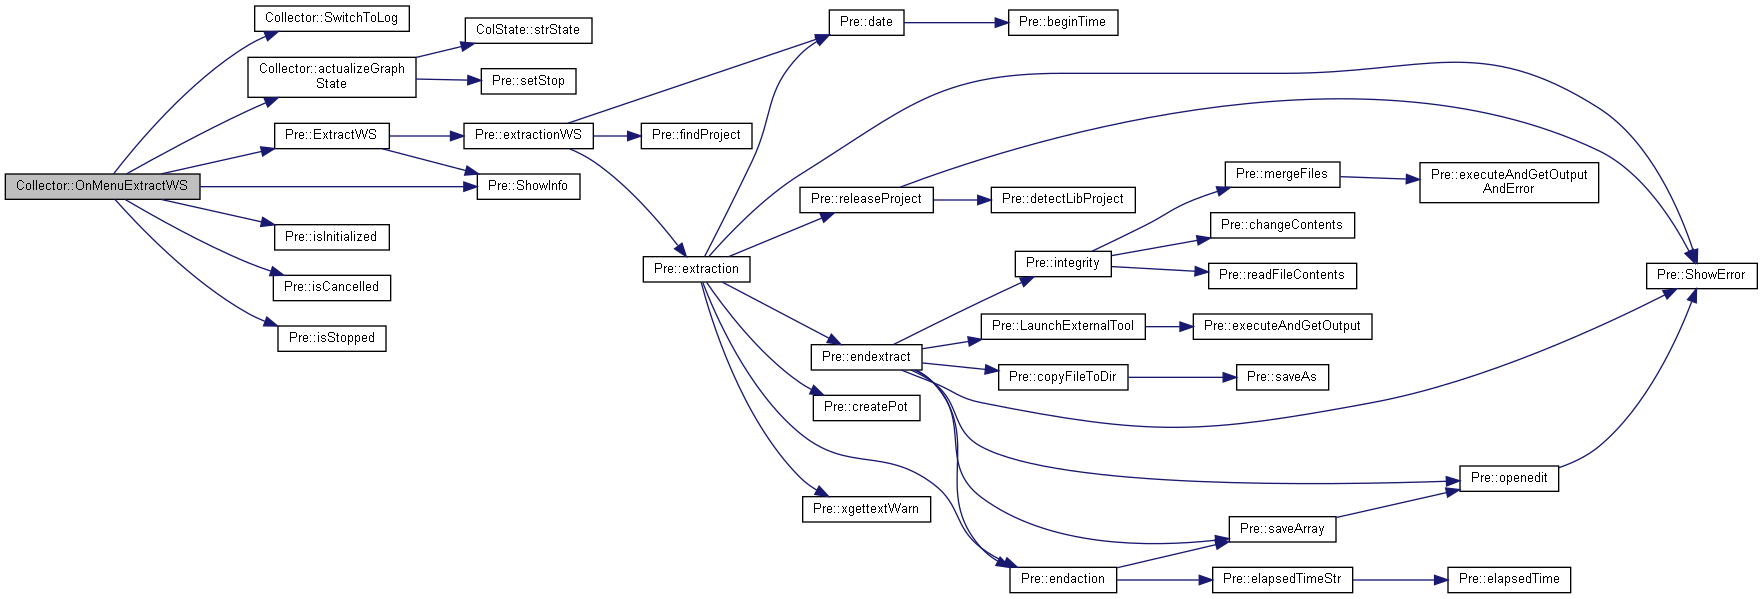 Collector::OnMenuExtractWS
Collector::SwitchToLog
Collector::actualizeGraph
State
ColState::strState
Pre::setStop
Pre::ExtractWS
Pre::ShowInfo
Pre::isInitialized
Pre::isCancelled
Pre::isStopped
Pre::extractionWS
Pre::findProject
Pre::extraction
Pre::date
Pre::beginTime
Pre::releaseProject
Pre::detectLibProject
Pre::endextract
Pre::createPot
Pre::xgettextWarn
Pre::integrity
Pre::LaunchExternalTool
Pre::copyFileToDir
Pre::endaction
Pre::mergeFiles
Pre::changeContents
Pre::readFileContents
Pre::executeAndGetOutput
Pre::saveAs
Pre::saveArray
Pre::elapsedTimeStr
Pre::executeAndGetOutput
AndError
Pre::openedit
Pre::elapsedTime
Pre::ShowError